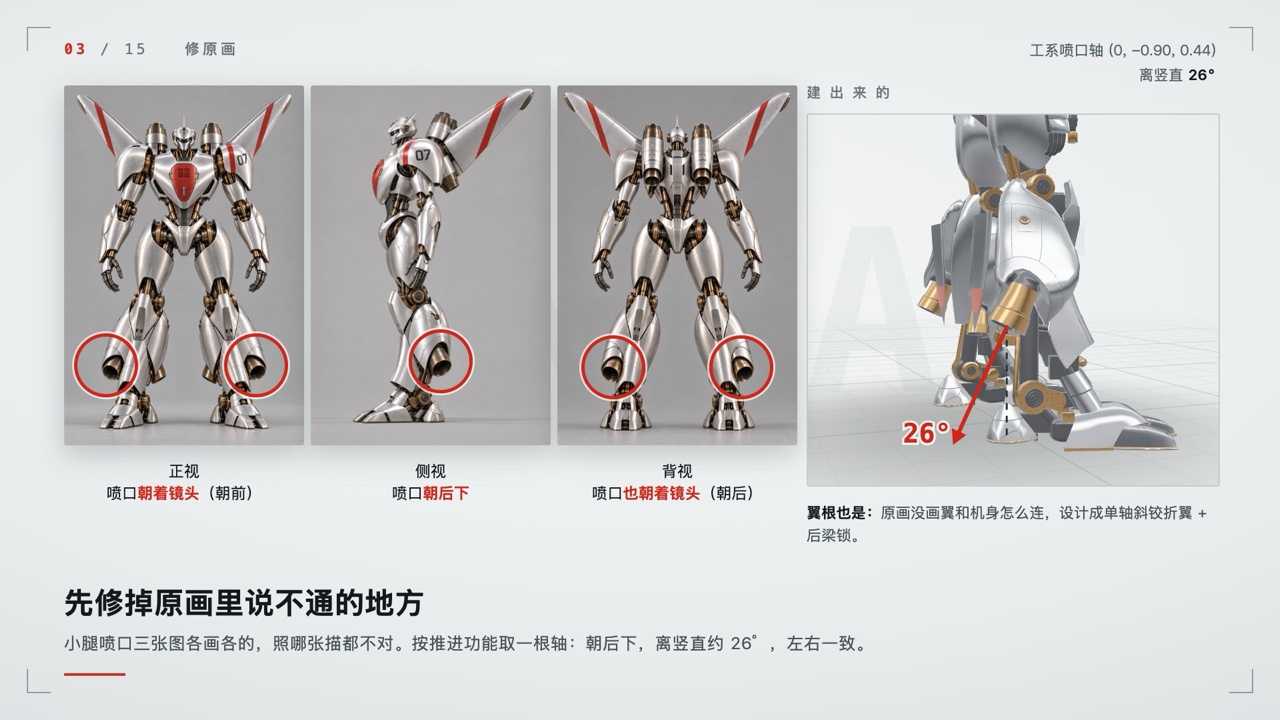 03 / 15 修原画
工系喷口轴 (0, −0.90, 0.44)
离竖直 26°
建出来的
07
07
26°
正视
喷口朝着镜头（朝前）
侧视
喷口朝后下
背视
喷口也朝着镜头（朝后）
翼根也是：原画没画翼和机身怎么连，设计成单轴斜铰折翼 +
后梁锁。
先修掉原画里说不通的地方
小腿喷口三张图各画各的，照哪张描都不对。按推进功能取一根轴：朝后下，离竖直约 26°，左右一致。